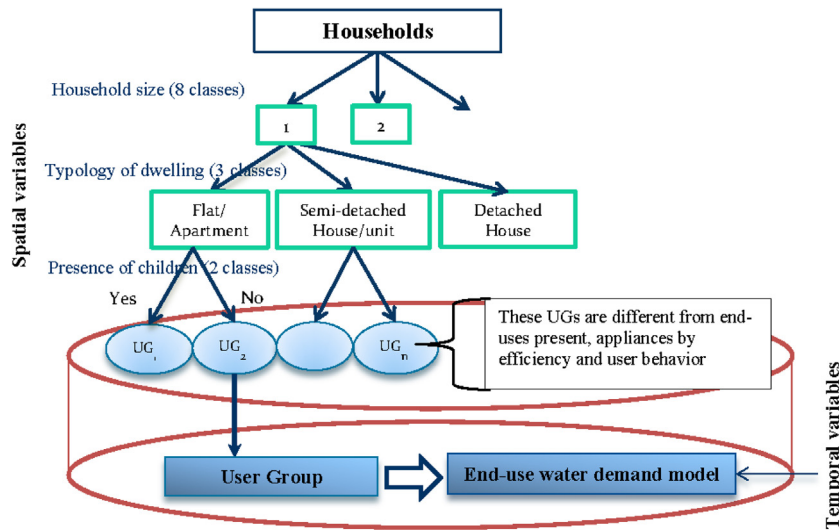 Households
Household size (8 classes)
1
2
Typology of dwelling (3 classes)
Flat/
Apartment
Semi-detached
House/unit
Detached
House
Presence of children (2 classes)
Yes
No
UG1
UG2
UGn
These UGs are different from end-
uses present, appliances by
efficiency and user behavior
User Group
End-use water demand model
Spatial variables
Temporal variables